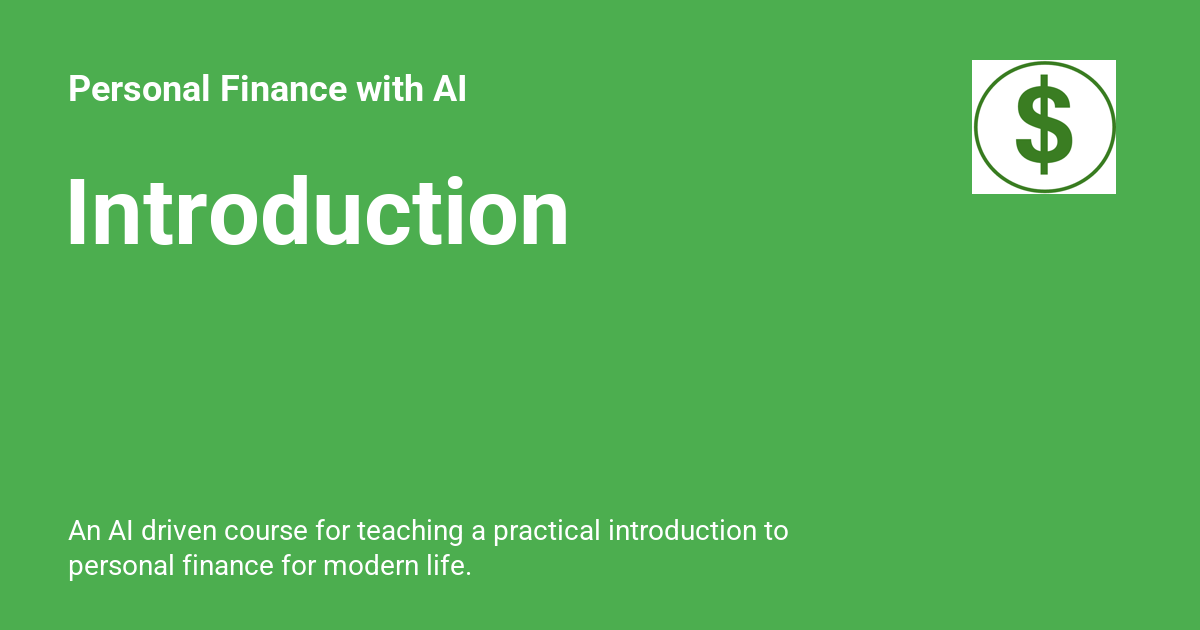 Personal Finance with AI
$
Introduction
An AI driven course for teaching a practical introduction to
personal finance for modern life.